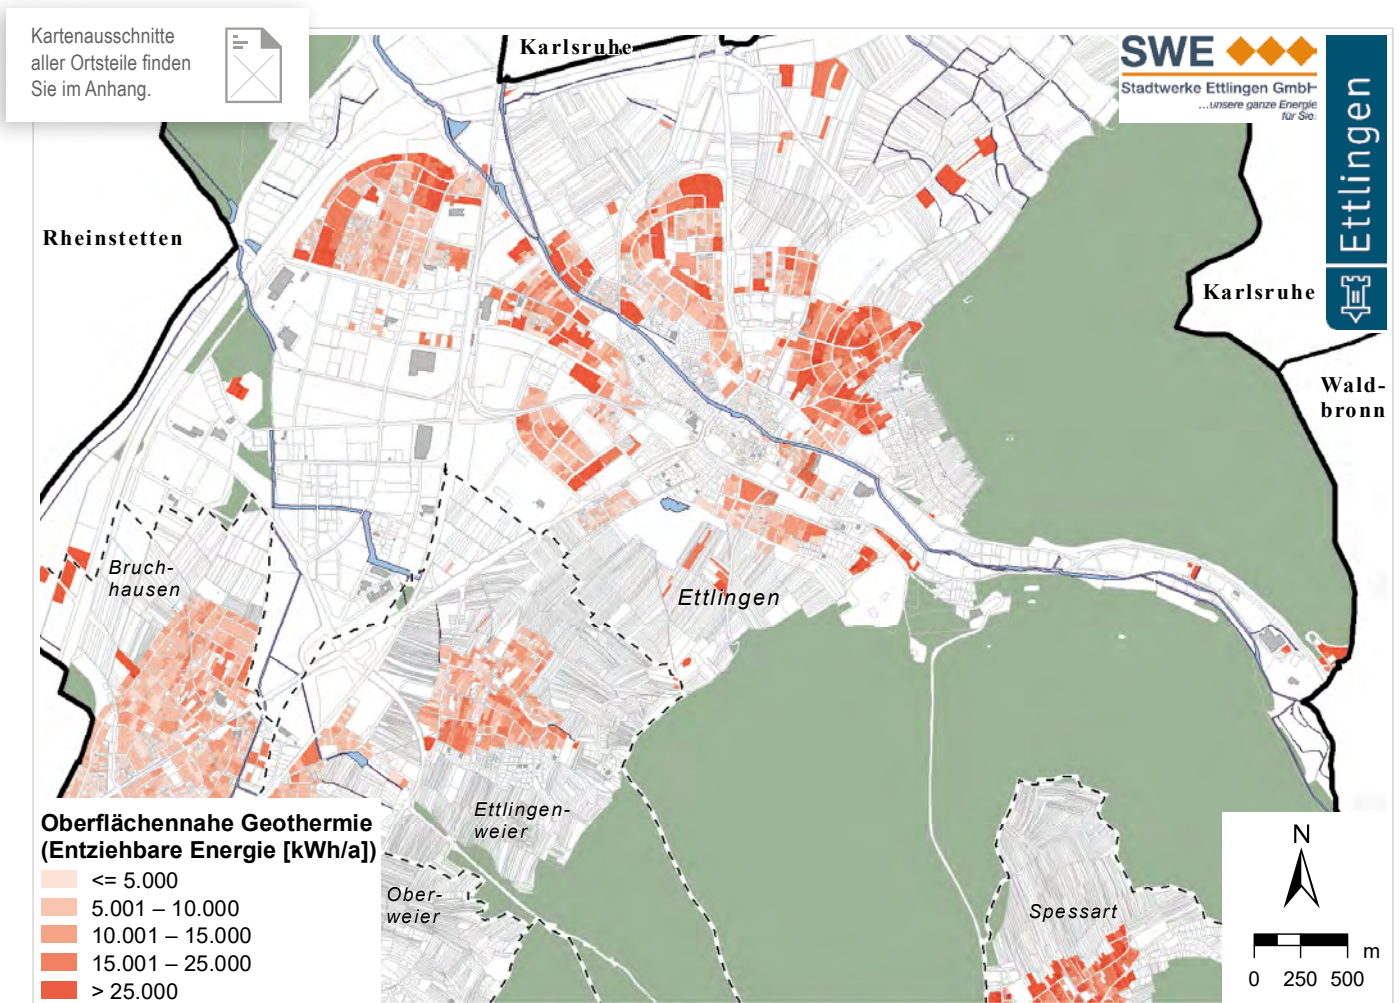 Kartenausschnitte
aller Ortsteile finden
Sie im Anhang.
Karlsruhe
SWE
Stadtwerke Ettlingen GmbH
...unsere ganze Energie
für Sie.
Ettlingen
Rheinstetten
Karlsruhe
Wald-
bronn
Bruch-
hausen
Ettlingen
Ettlingen-
weier
Ober-
weier
Spessart
Oberflächennahe Geothermie
(Entziehbare Energie [kWh/a])
<= 5.000
5.001 – 10.000
10.001 – 15.000
15.001 – 25.000
> 25.000
N
m
0 250 500